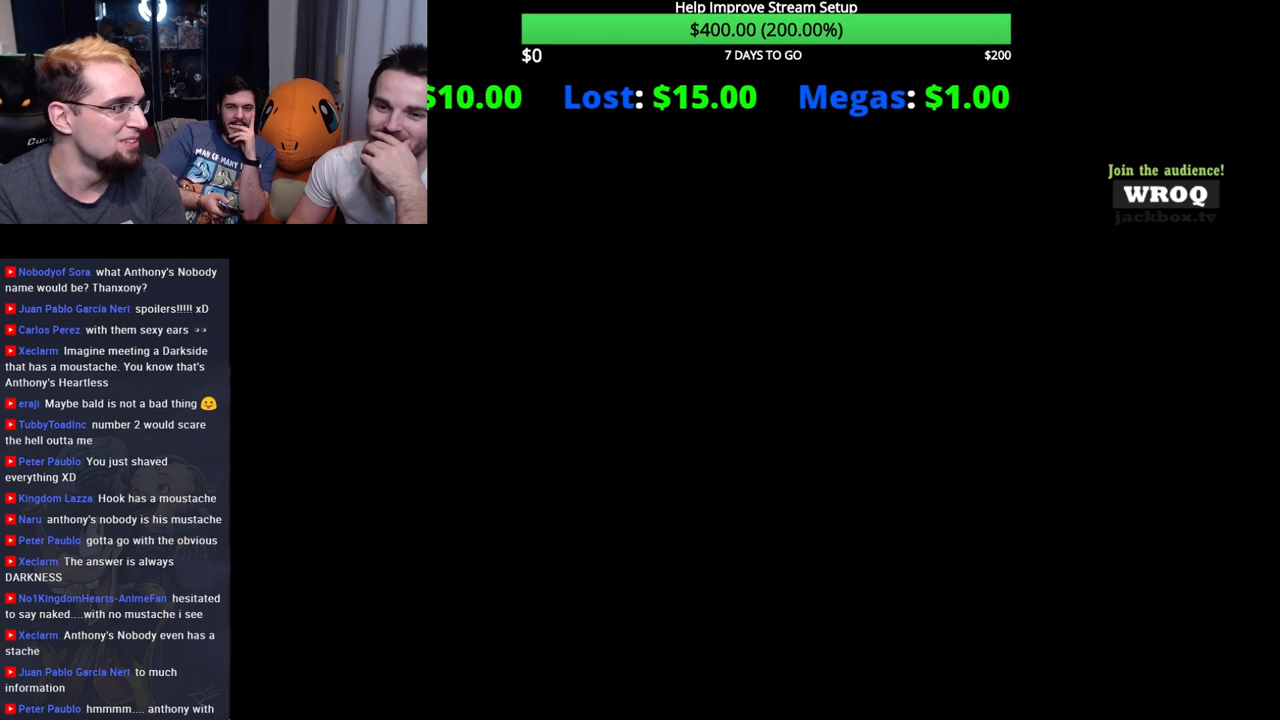 Help Improve Stream Setup
$400.00 (200.00%)
$0 7 DAYS TO GO $200
$10.00 Lost: $15.00 Megas: $1.00
Join the audience!
WROQ
jackbox.tv
Nobodyof Sora: what Anthony's Nobody
name would be? Thanxony?
Juan Pablo García Neri: spoilers!!!!! xD
Carlos Perez: with them sexy ears 👀
Xeclarm: Imagine meeting a Darkside
that has a moustache. You know that's
Anthony's Heartless
eraji: Maybe bald is not a bad thing 🙂
TubbyToadInc: number 2 would scare
the hell outta me
Peter Paublo: You just shaved
everything XD
Kingdom Lazza: Hook has a moustache
Naru: anthony's nobody is his mustache
Peter Paublo: gotta go with the obvious
Xeclarm: The answer is always
DARKNESS
No1KingdomHearts-AnimeFan: hesitated
to say naked....with no mustache i see
Xeclarm: Anthony's Nobody even has a
stache
Juan Pablo García Neri: to much
information
Peter Paublo: hmmmm.... anthony with